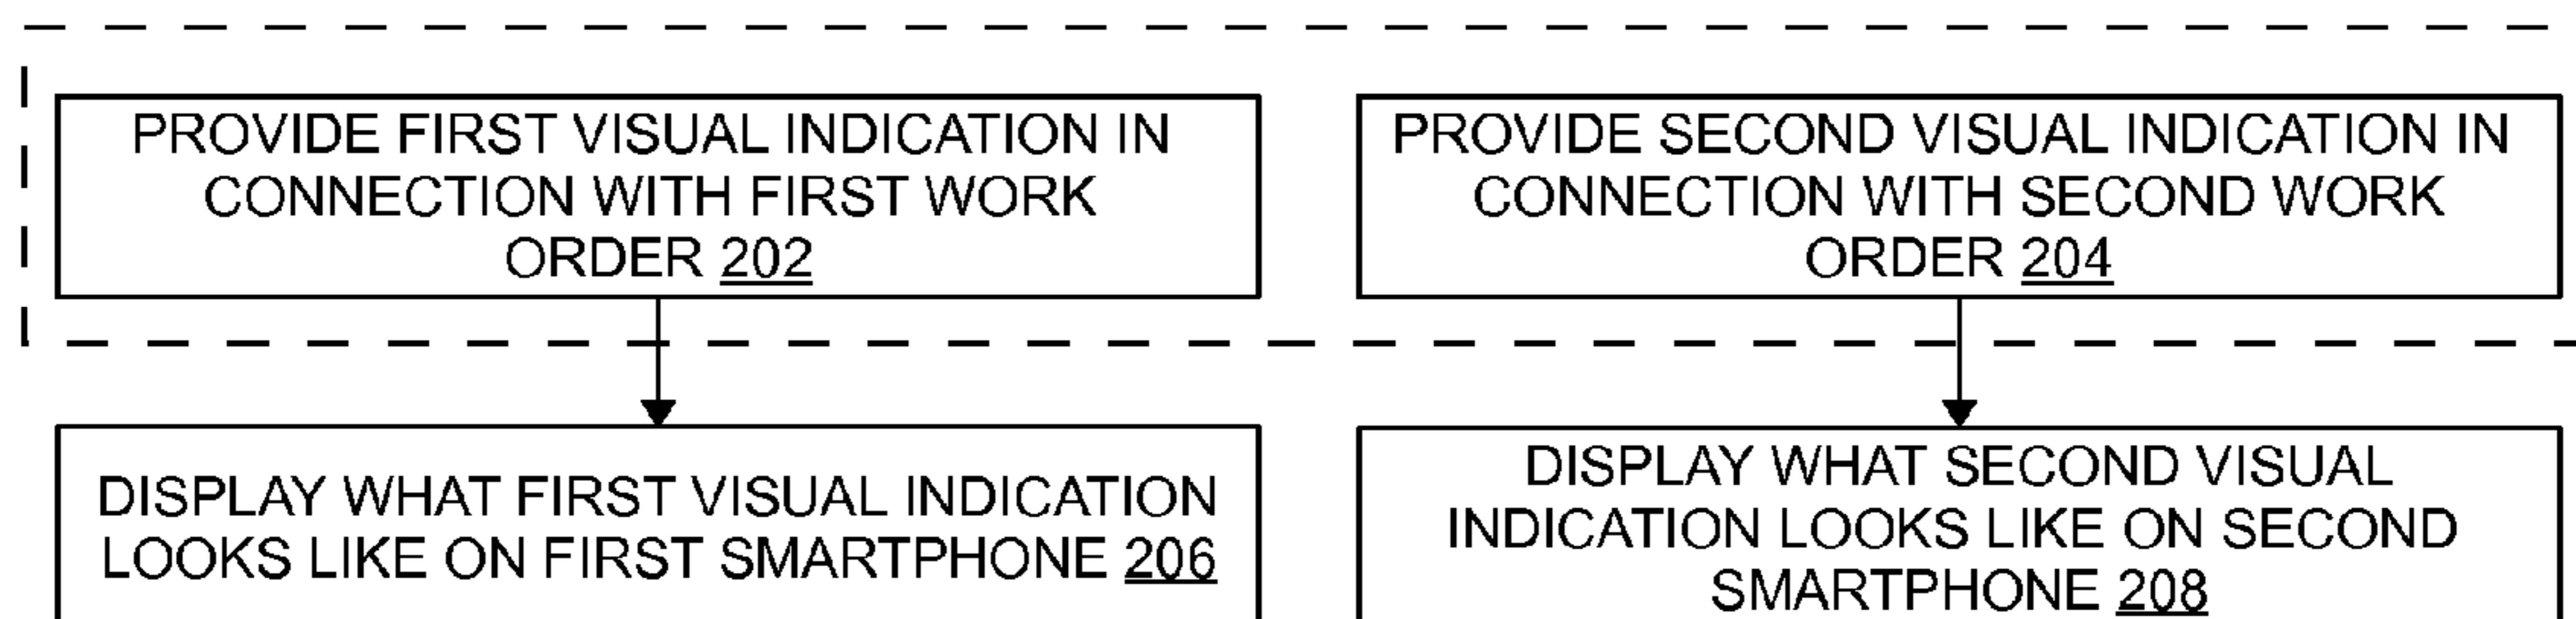 PROVIDE FIRST VISUAL INDICATION IN
CONNECTION WITH FIRST WORK
ORDER 202
PROVIDE SECOND VISUAL INDICATION IN
CONNECTION WITH SECOND WORK
ORDER 204
DISPLAY WHAT FIRST VISUAL INDICATION
LOOKS LIKE ON FIRST SMARTPHONE 206
DISPLAY WHAT SECOND VISUAL
INDICATION LOOKS LIKE ON SECOND
SMARTPHONE 208